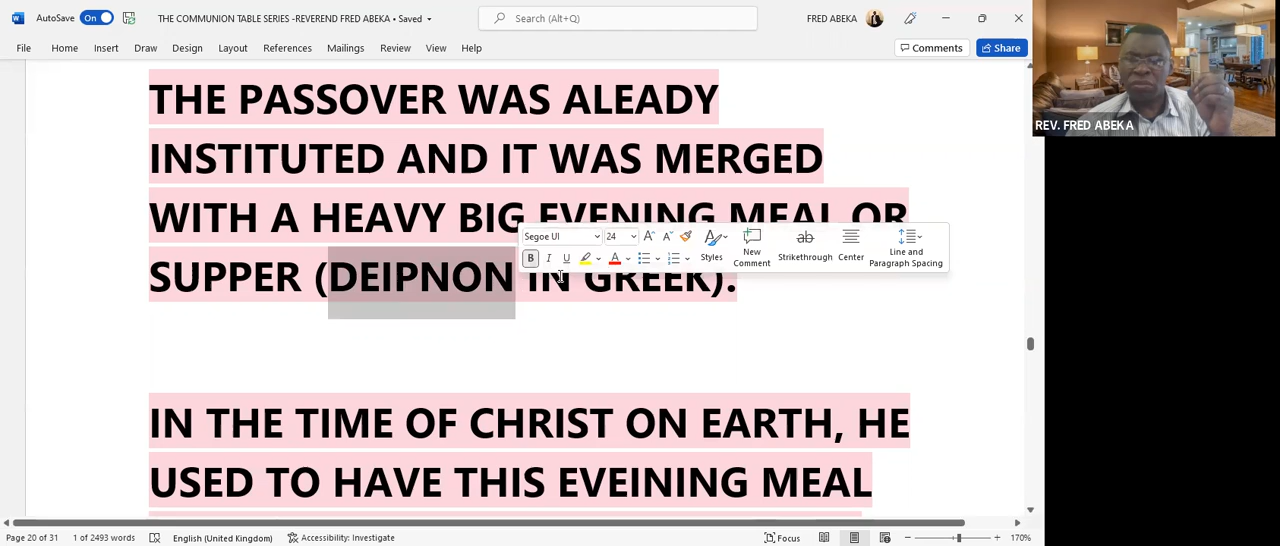 AutoSave On THE COMMUNION TABLE SERIES -REVEREND FRED ABEKA • Saved Search (Alt+Q) FRED ABEKA
File Home Insert Draw Design Layout References Mailings Review View Help Comments Share
REV. FRED ABEKA
THE PASSOVER WAS ALEADY
INSTITUTED AND IT WAS MERGED
WITH A HEAVY BIG EVENING MEAL OR
Segoe UI 24
B I U Styles New Comment Strikethrough Center Line and Paragraph Spacing
SUPPER (DEIPNON IN GREEK).
IN THE TIME OF CHRIST ON EARTH, HE
USED TO HAVE THIS EVEINING MEAL
Page 20 of 31 1 of 2493 words English (United Kingdom) Accessibility: Investigate Focus 170%